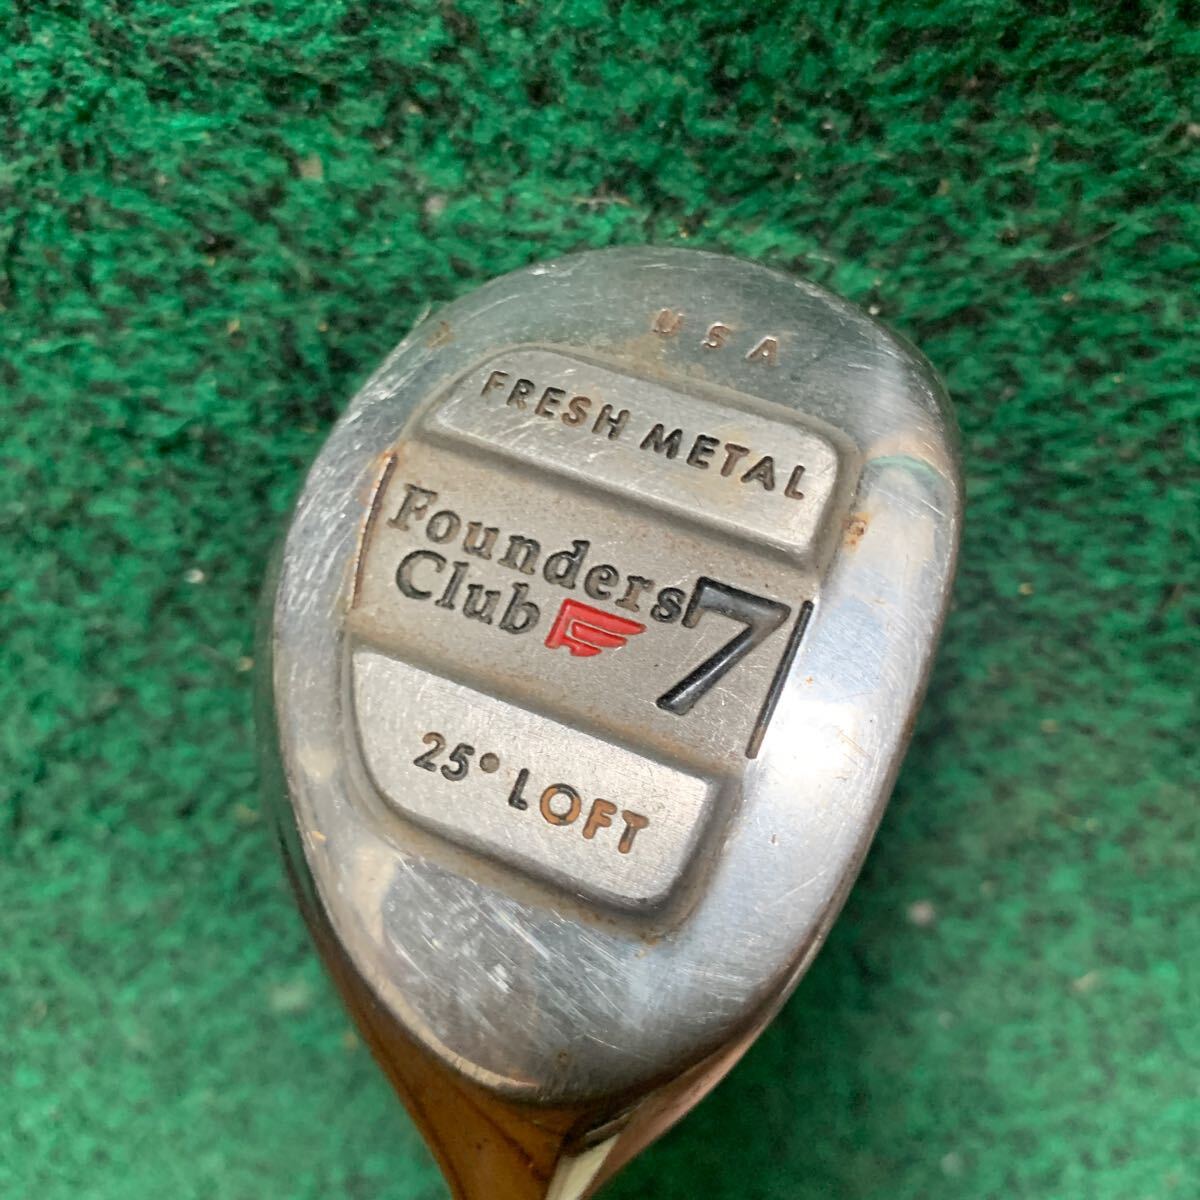 USA
FRESH METAL
Founders
Club
7
25° LOFT